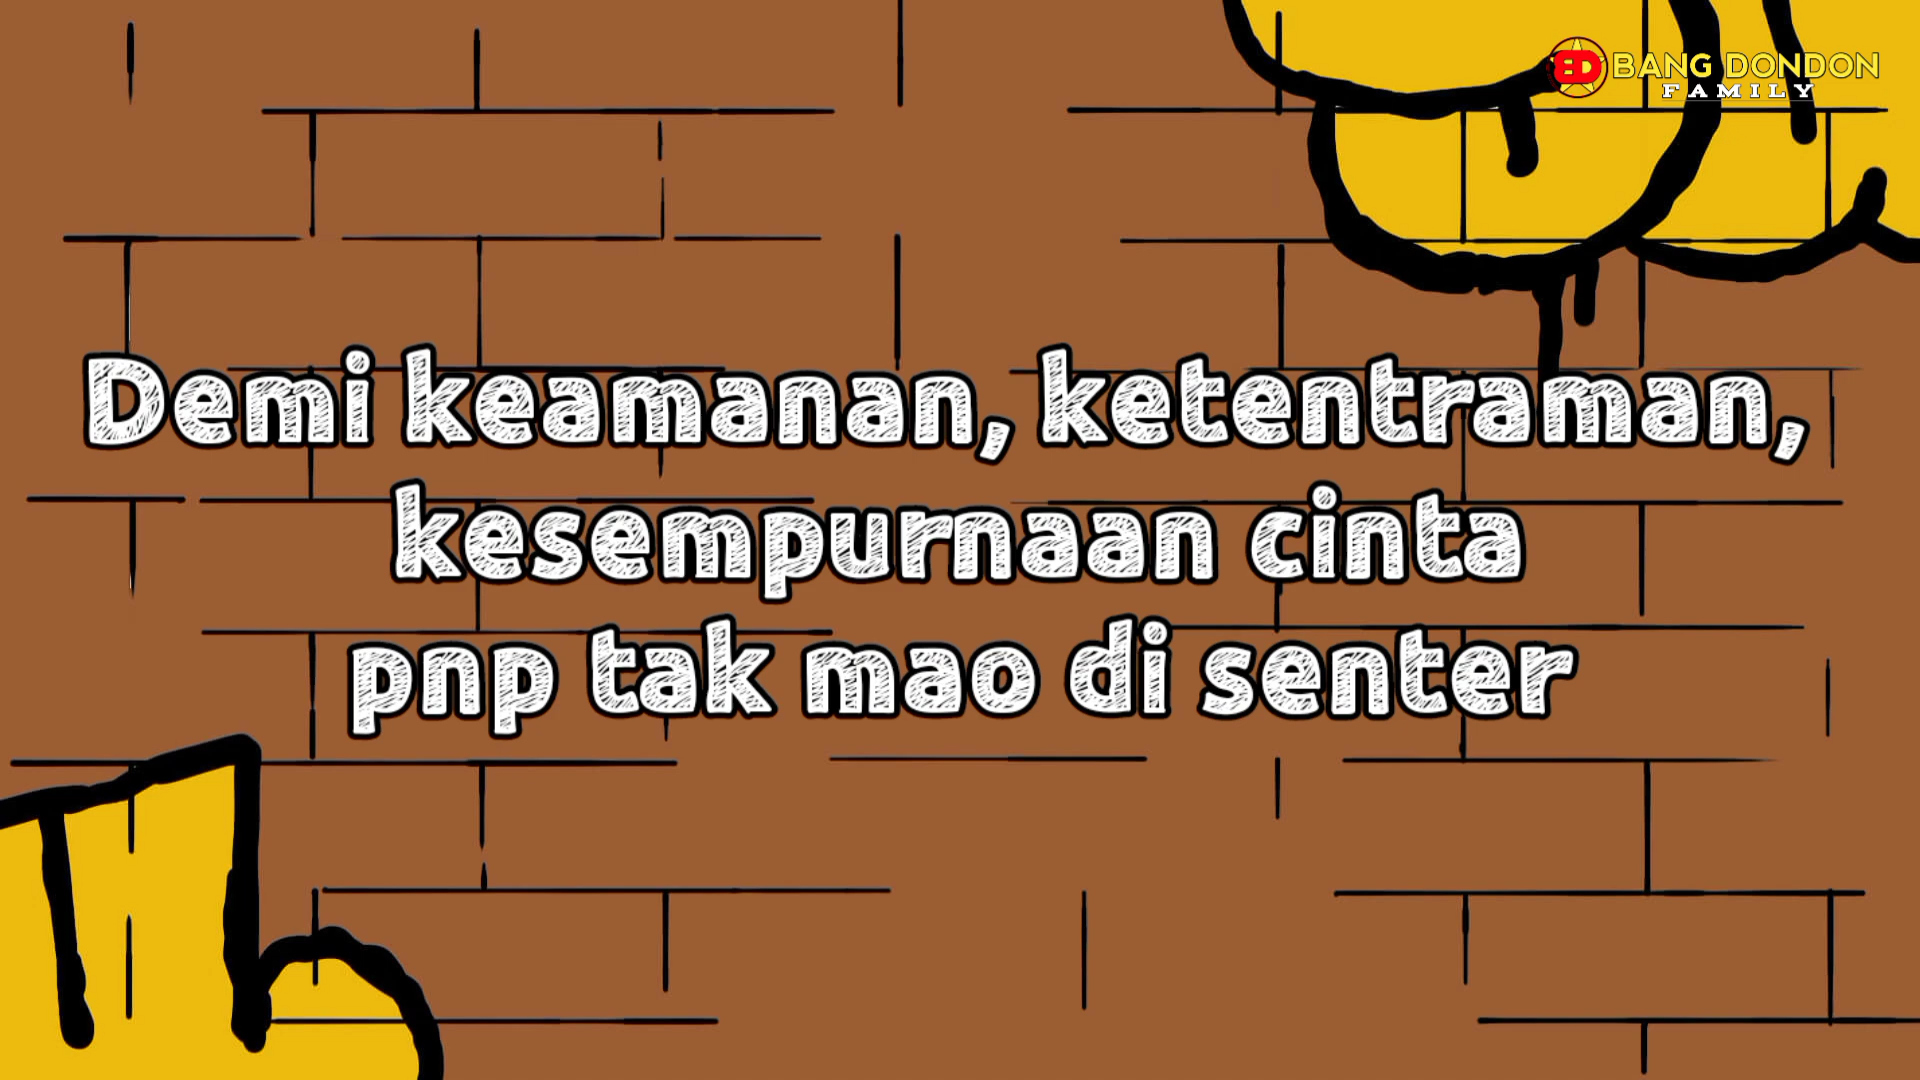 BANG DONDON
FAMILY
Demi keamanan, ketentraman,
kesempurnaan cinta
pnp tak mao di senter